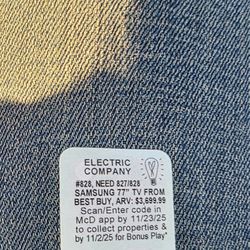 ELECTRIC
COMPANY
#828, NEED 827/828
SAMSUNG 77" TV FROM
BEST BUY, ARV: $3,699.99
Scan/Enter code in
McD app by 11/23/25
to collect properties &
by 11/2/25 for Bonus Play*